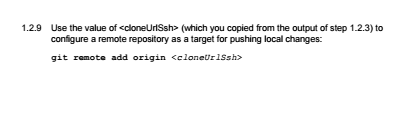 1.2.9 Use the value of <cloneUrlSsh> (which you copied from the output of step 1.2.3) to
configure a remote repository as a target for pushing local changes:
git remote add origin <cloneUrlSsh>